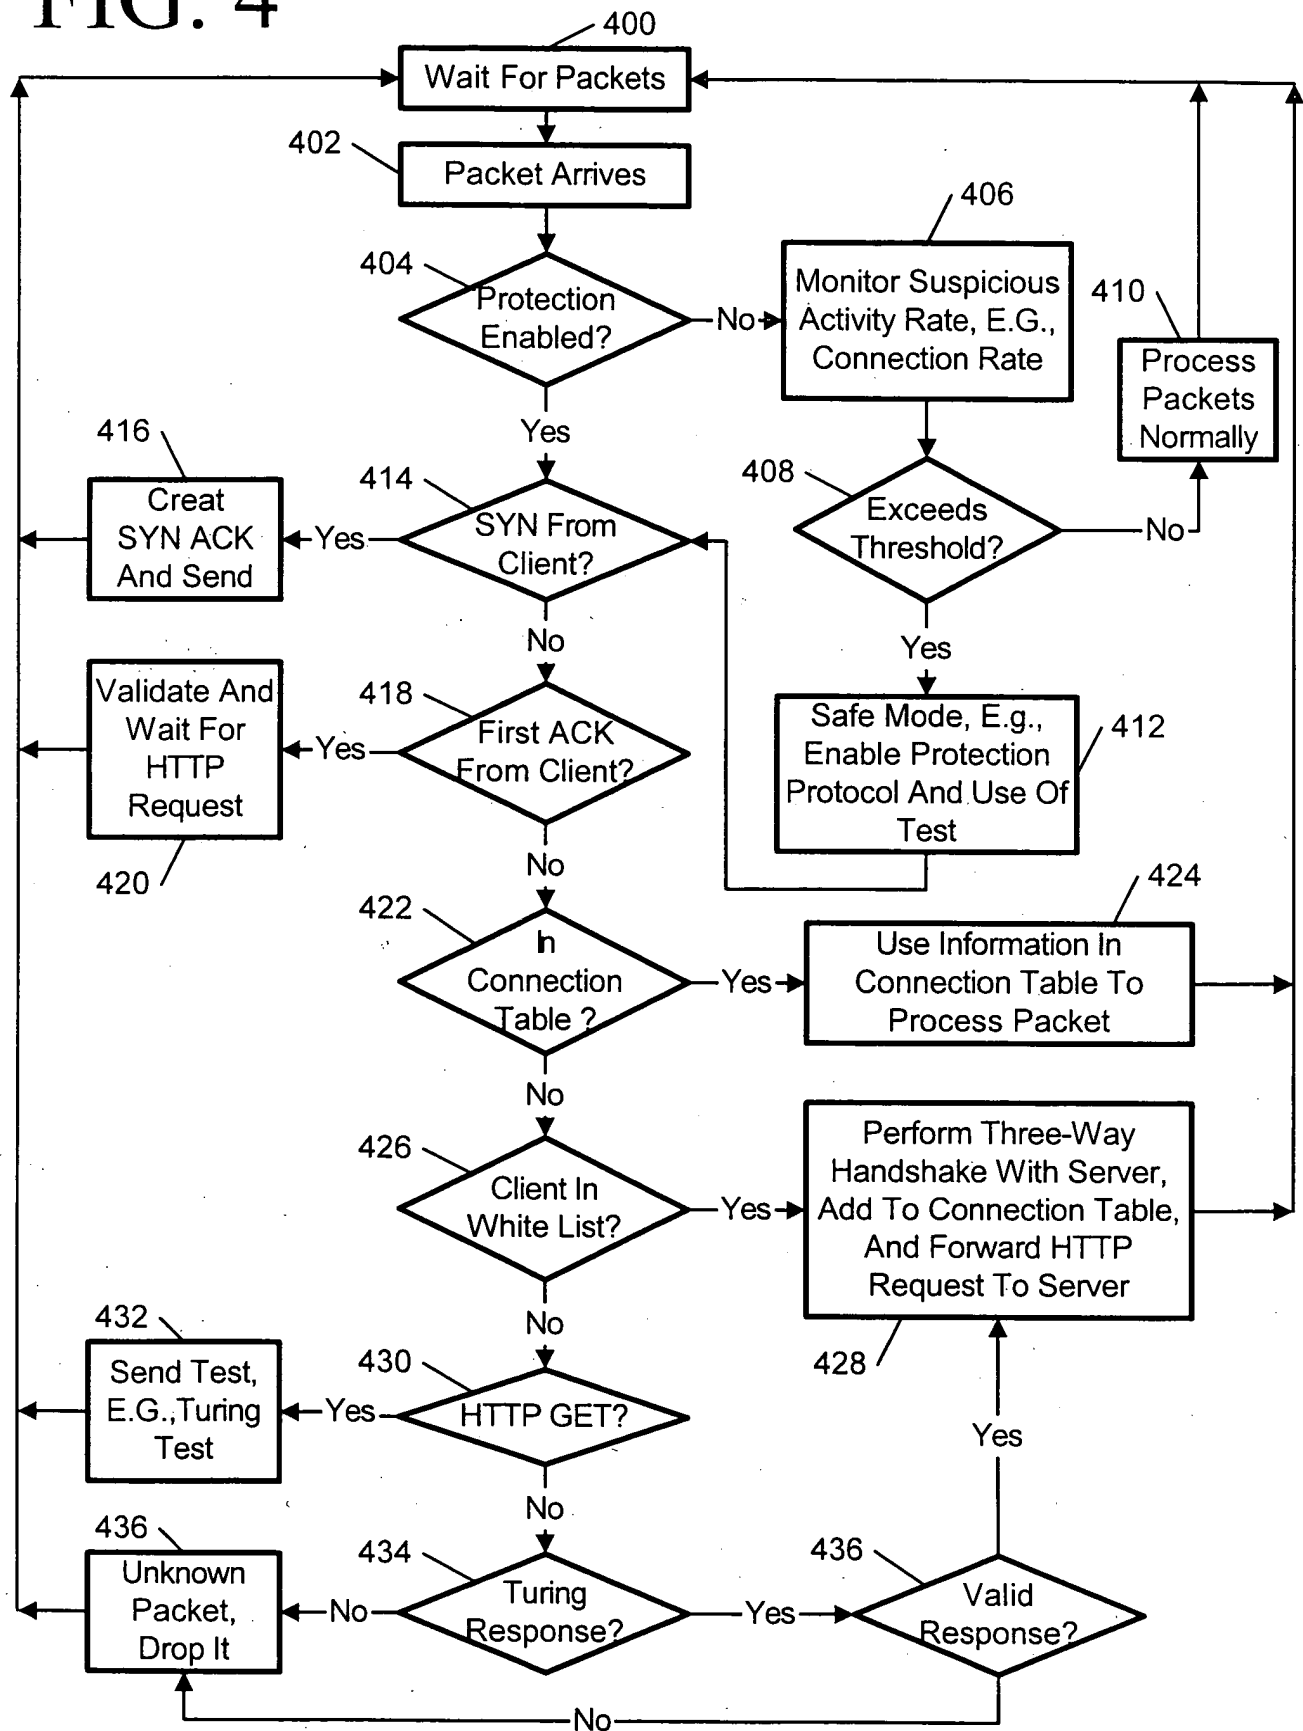 FIG. 4
400
Wait For Packets
402
Packet Arrives
404
Protection
Enabled?
No
406
Monitor Suspicious
Activity Rate, E.G.,
Connection Rate
410
Process
Packets
Normally
Yes
408
Exceeds
Threshold?
No
416
Creat
SYN ACK
And Send
Yes
414
SYN From
Client?
No
Yes
412
Safe Mode, E.g.,
Enable Protection
Protocol And Use Of
Test
Validate And
Wait For
HTTP
Request
420
Yes
418
First ACK
From Client?
No
422
In
Connection
Table ?
Yes
424
Use Information In
Connection Table To
Process Packet
No
426
Client In
White List?
Yes
Perform Three-Way
Handshake With Server,
Add To Connection Table,
And Forward HTTP
Request To Server
428
No
432
Send Test,
E.G.,Turing
Test
Yes
430
HTTP GET?
Yes
No
436
Unknown
Packet,
Drop It
No
434
Turing
Response?
Yes
436
Valid
Response?
No